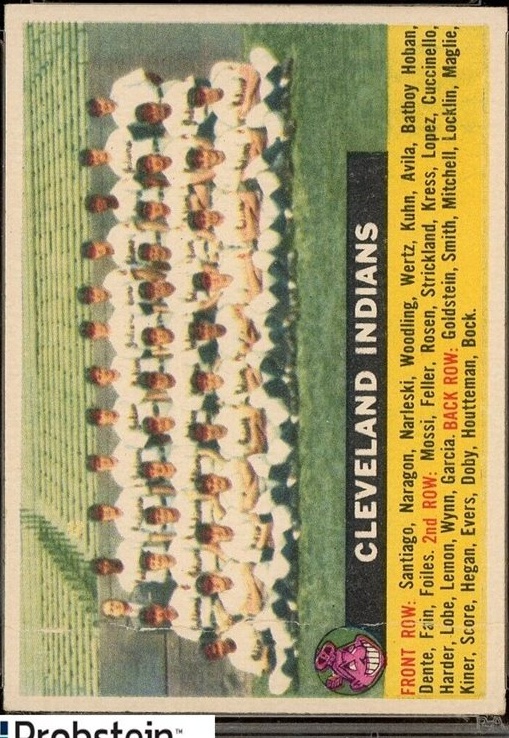 CLEVELAND INDIANS
FRONT ROW: Santiago, Naragon, Narleski, Woodling, Wertz, Kuhn, Avila, Batboy Hoban,
Dente, Fain, Foiles. 2nd ROW: Mossi, Feller, Rosen, Strickland, Kress, Lopez, Cuccinello,
Harder, Lobe, Lemon, Wynn, Garcia. BACK ROW: Goldstein, Smith, Mitchell, Locklin, Maglie,
Kiner, Score, Hegan, Evers, Doby, Houtteman, Bock.
Probstein™